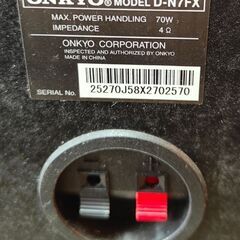 ONKYO MODEL D-N7FX
MAX. POWER HANDLING 70W
IMPEDANCE 4Ω
ONKYO CORPORATION
INSPECTED AND AUTHORIZED BY ONKYO
MADE IN CHINA
SERIAL No. 25270J58X2702570